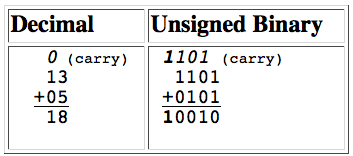 Decimal Unsigned Binary
0 (carry) 1101 (carry)
13 1101
+05 +0101
18 10010